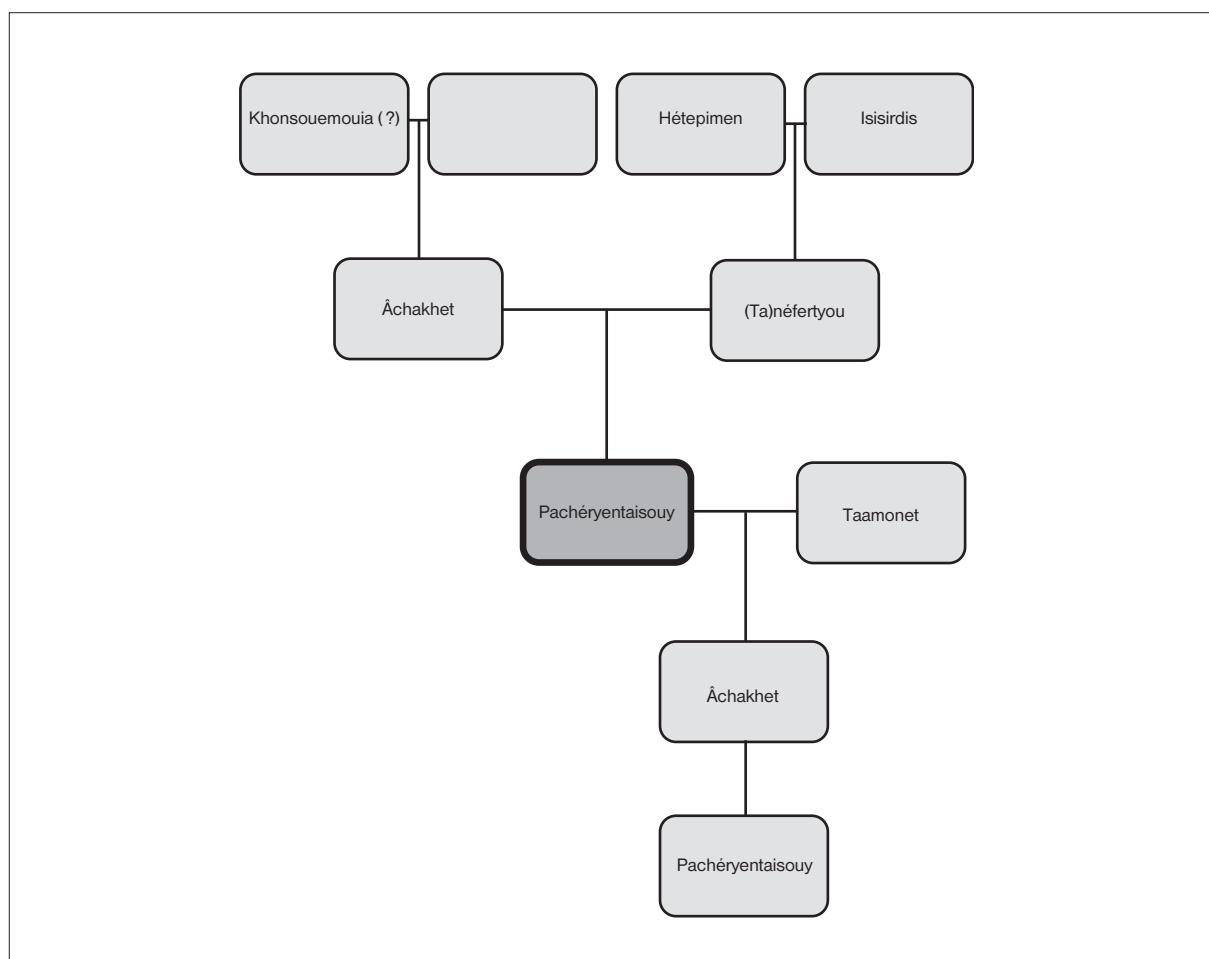 Khonsouemouia (?)
Hétepimen
Isisirdis
Âchakhet
(Ta)néfertyou
Pachéryentaisouy
Taamonet
Âchakhet
Pachéryentaisouy